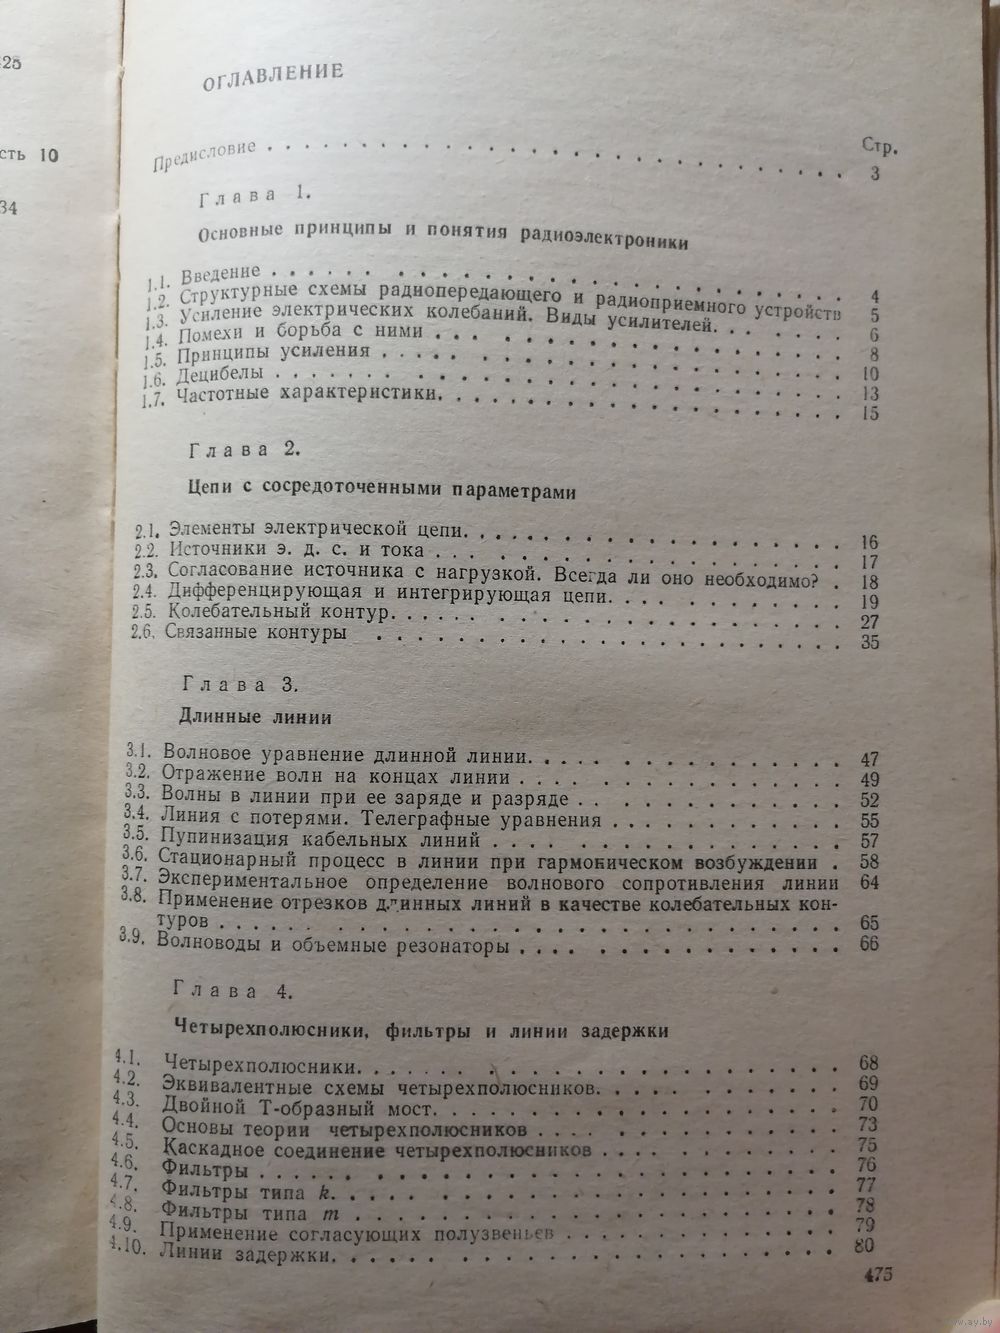 25
сть 10
34
ОГЛАВЛЕНИЕ
Стр.
Предисловие . . . 3
Глава 1.
Основные принципы и понятия радиоэлектроники
1.1. Введение . . . 4
1.2. Структурные схемы радиопередающего и радиоприемного устройств 5
1.3. Усиление электрических колебаний. Виды усилителей. . . . 6
1.4. Помехи и борьба с ними . . . 8
1.5. Принципы усиления . . . 10
1.6. Децибелы . . . 13
1.7. Частотные характеристики. . . . 15
Глава 2.
Цепи с сосредоточенными параметрами
2.1. Элементы электрической цепи. . . . 16
2.2. Источники э. д. с. и тока . . . 17
2.3. Согласование источника с нагрузкой. Всегда ли оно необходимо? . 18
2.4. Дифференцирующая и интегрирующая цепи. . . . 19
2.5. Колебательный контур. . . . 27
2.6. Связанные контуры . . . 35
Глава 3.
Длинные линии
3.1. Волновое уравнение длинной линии. . . . 47
3.2. Отражение волн на концах линии . . . 49
3.3. Волны в линии при ее заряде и разряде . . . 52
3.4. Линия с потерями. Телеграфные уравнения . . . 55
3.5. Пупинизация кабельных линий . . . 57
3.6. Стационарный процесс в линии при гармоническом возбуждении . 58
3.7. Экспериментальное определение волнового сопротивления линии 64
3.8. Применение отрезков длинных линий в качестве колебательных кон-
туров . . . 65
3.9. Волноводы и объемные резонаторы . . . 66
Глава 4.
Четырехполюсники, фильтры и линии задержки
4.1. Четырехполюсники. . . . 68
4.2. Эквивалентные схемы четырехполюсников. . . . 69
4.3. Двойной Т-образный мост. . . . 70
4.4. Основы теории четырехполюсников . . . 73
4.5. Каскадное соединение четырехполюсников . . . 75
4.6. Фильтры . . . 76
4.7. Фильтры типа k. . . . 77
4.8. Фильтры типа m . . . 78
4.9. Применение согласующих полузвеньев . . . 79
4.10. Линии задержки. . . . 80
475
www.ay.by